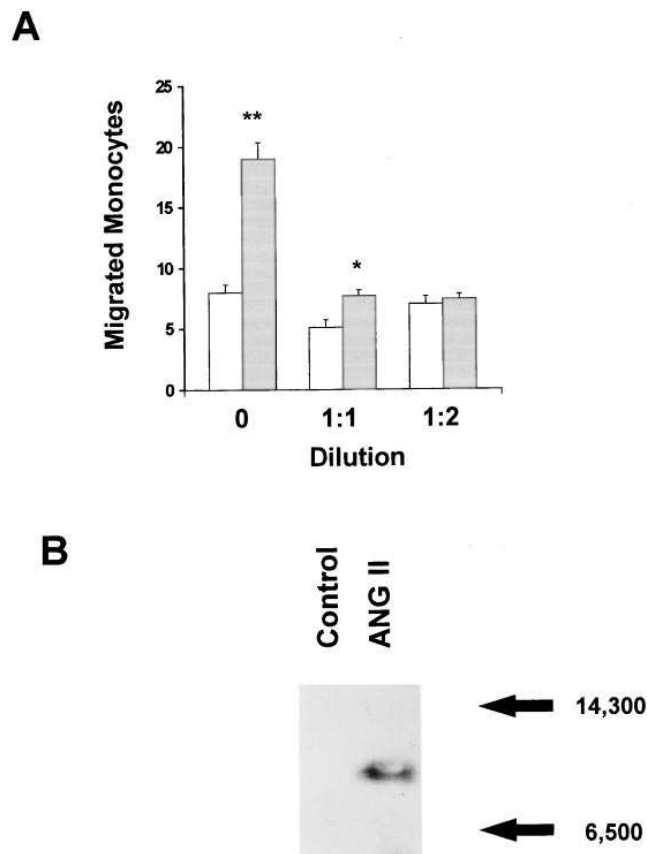 A
25
**
20
15
*
10
5
0
Migrated Monocytes
0 1:1 1:2
Dilution
B
Control
ANG II
14,300
6,500